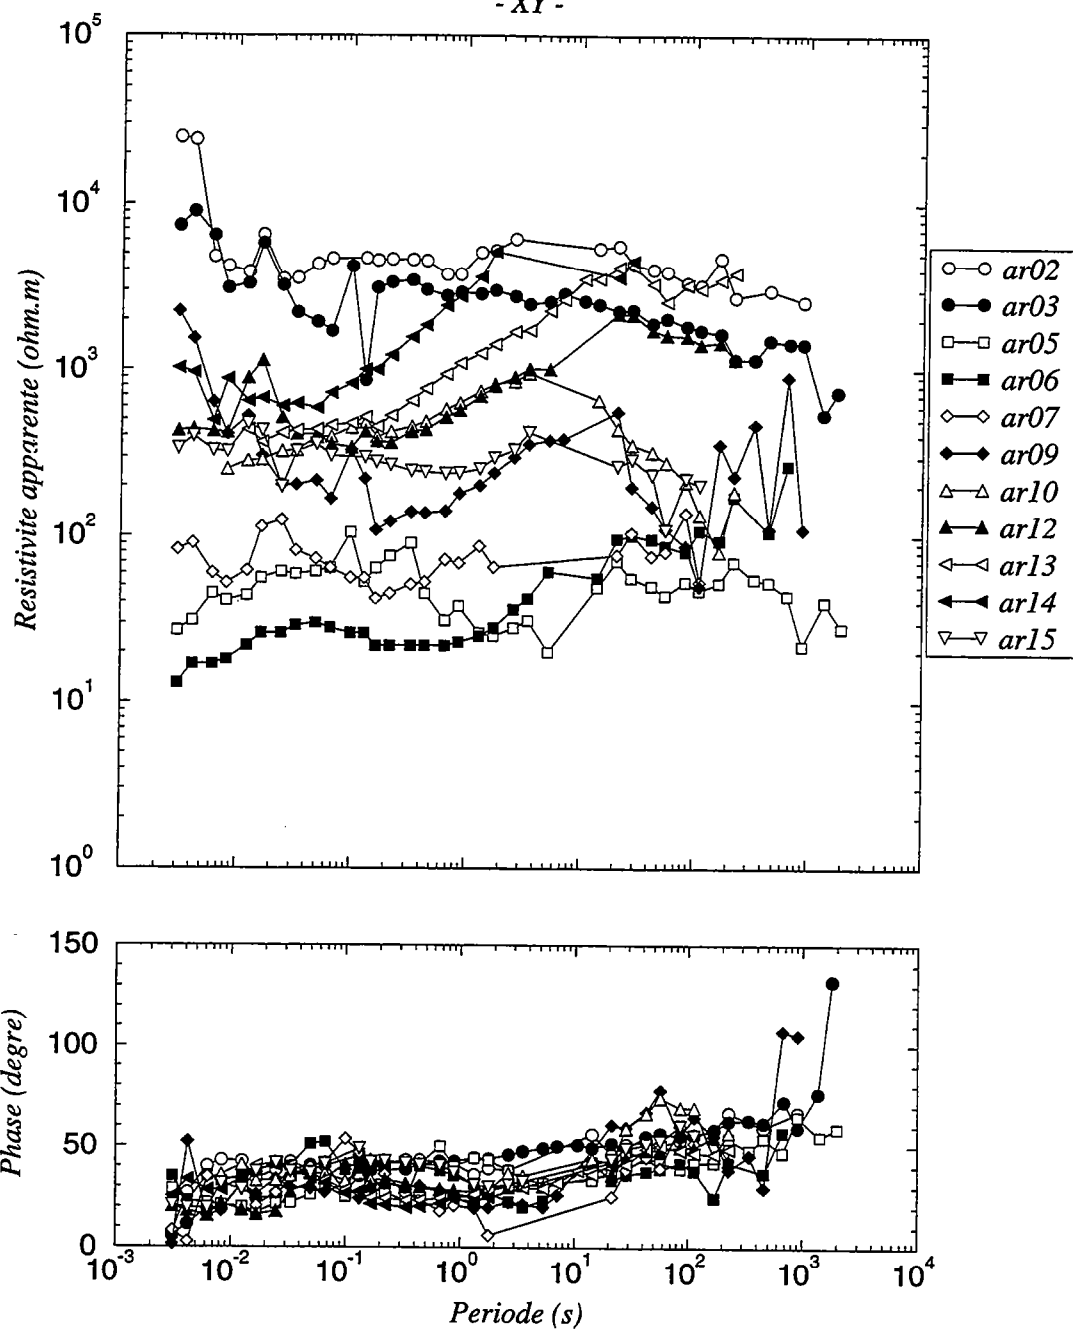 - XY -
10^5
10^4
10^3
10^2
10^1
10^0
Resistivite apparente (ohm.m)
ar02
ar03
ar05
ar06
ar07
ar09
ar10
ar12
ar13
ar14
ar15
150
100
50
0
Phase (degre)
10^-3 10^-2 10^-1 10^0 10^1 10^2 10^3 10^4
Periode (s)